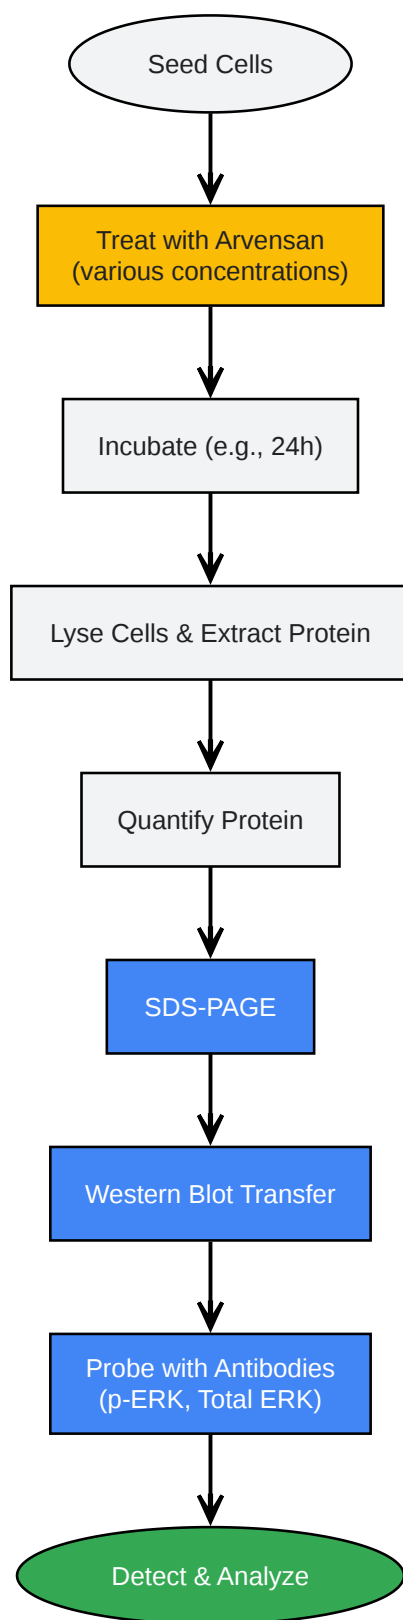 Seed Cells
Treat with Arvensan
(various concentrations)
Incubate (e.g., 24h)
Lyse Cells & Extract Protein
Quantify Protein
SDS-PAGE
Western Blot Transfer
Probe with Antibodies
(p-ERK, Total ERK)
Detect & Analyze